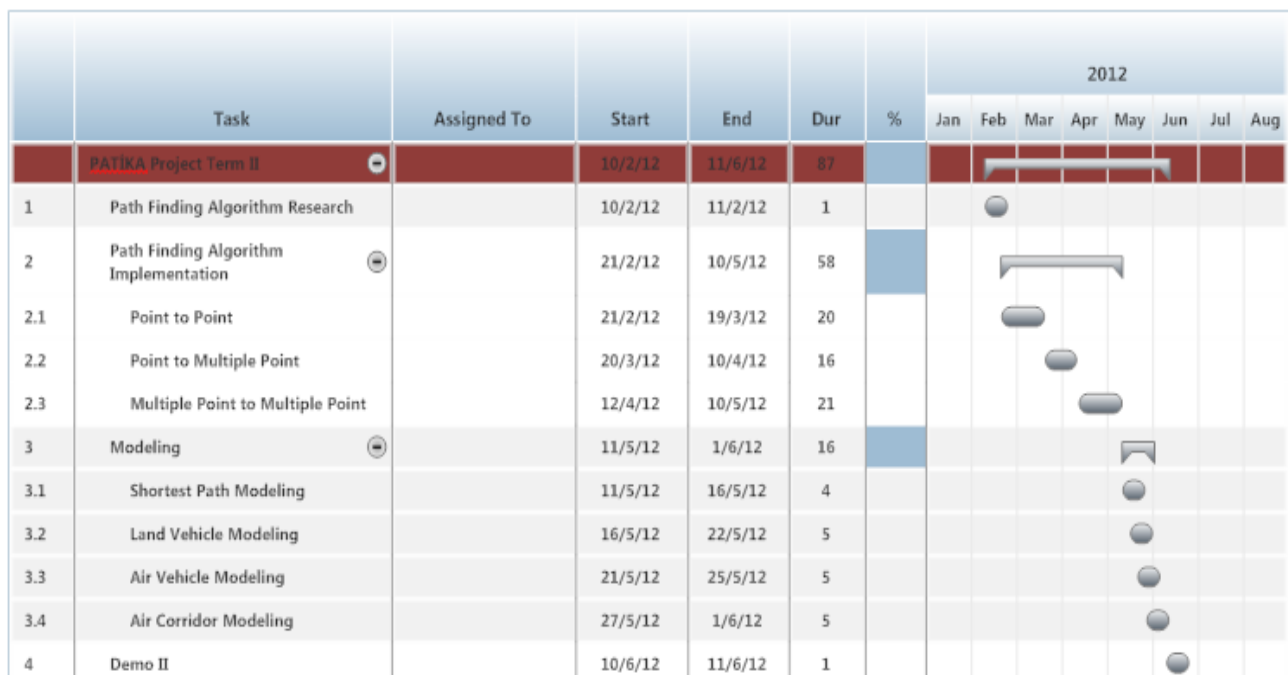 2012
Task Assigned To Start End Dur % Jan Feb Mar Apr May Jun Jul Aug
PATİKA Project Term II 10/2/12 11/6/12 87
1 Path Finding Algorithm Research 10/2/12 11/2/12 1
2 Path Finding Algorithm
Implementation 21/2/12 10/5/12 58
2.1 Point to Point 21/2/12 19/3/12 20
2.2 Point to Multiple Point 20/3/12 10/4/12 16
2.3 Multiple Point to Multiple Point 12/4/12 10/5/12 21
3 Modeling 11/5/12 1/6/12 16
3.1 Shortest Path Modeling 11/5/12 16/5/12 4
3.2 Land Vehicle Modeling 16/5/12 22/5/12 5
3.3 Air Vehicle Modeling 21/5/12 25/5/12 5
3.4 Air Corridor Modeling 27/5/12 1/6/12 5
4 Demo II 10/6/12 11/6/12 1